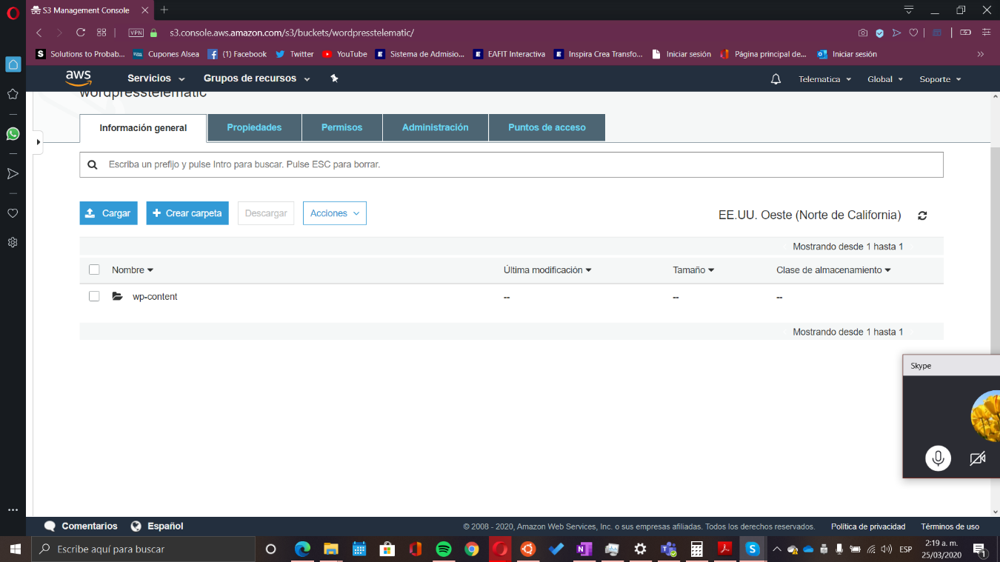 S3 Management Console
VPN s3.console.aws.amazon.com/s3/buckets/wordpresstelematic/
S Solutions to Probab... Cupones Alsea (1) Facebook Twitter YouTube E Sistema de Admisio... E EAFIT Interactiva E Inspira Crea Transfo... Iniciar sesión Página principal de... Iniciar sesión
aws Servicios Grupos de recursos Telematica Global Soporte
wordpresstelematic
Información general Propiedades Permisos Administración Puntos de acceso
Escriba un prefijo y pulse Intro para buscar. Pulse ESC para borrar.
Cargar + Crear carpeta Descargar Acciones EE.UU. Oeste (Norte de California)
Mostrando desde 1 hasta 1
Nombre Última modificación Tamaño Clase de almacenamiento
wp-content -- -- --
Mostrando desde 1 hasta 1
Skype
Comentarios Español © 2008 - 2020, Amazon Web Services, Inc. o sus empresas afiliadas. Todos los derechos reservados. Política de privacidad Términos de uso
Escribe aquí para buscar ESP 2:19 a. m.
25/03/2020 1